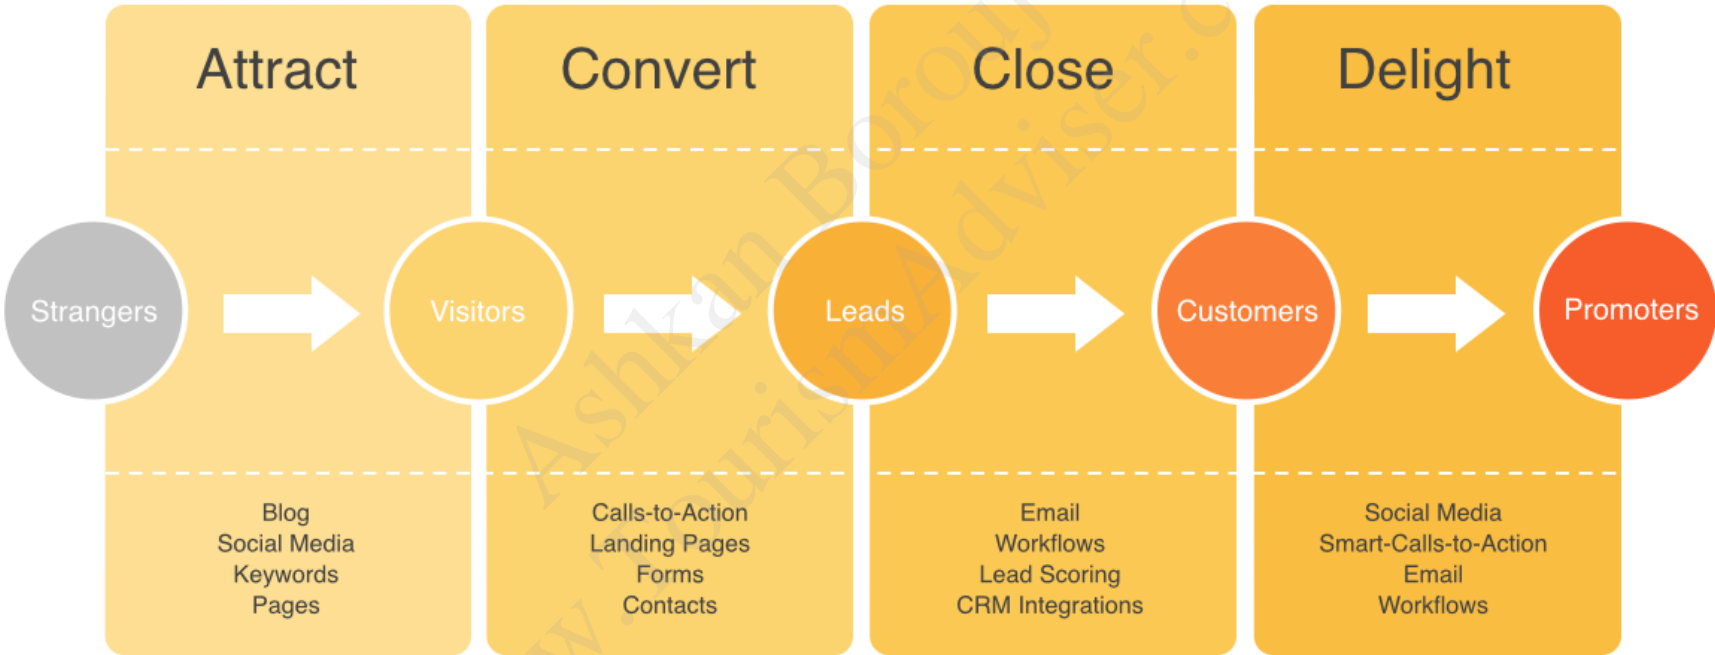 Attract
Convert
Close
Delight
Strangers
Visitors
Leads
Customers
Promoters
Blog
Social Media
Keywords
Pages
Calls-to-Action
Landing Pages
Forms
Contacts
Email
Workflows
Lead Scoring
CRM Integrations
Social Media
Smart-Calls-to-Action
Email
Workflows
Ashkan